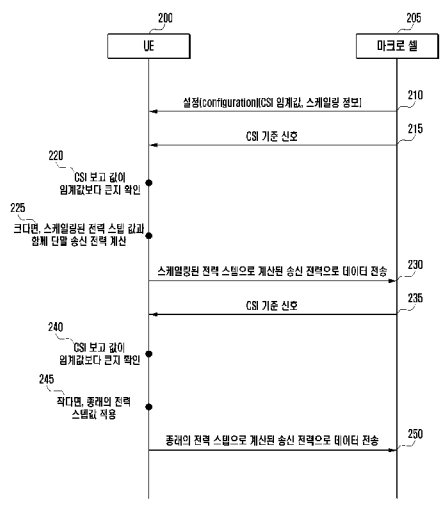 200
205
UE
마크로 셀
설정(configuration)(CSI 임계값, 스케일링 정보)
210
CSI 기준 신호
215
220
CSI 보고 값이
임계값보다 큰지 확인
225
크다면, 스케일링된 전력 스텝 값과
함께 단말 송신 전력 계산
230
스케일링된 전력 스텝으로 계산된 송신 전력으로 데이터 전송
235
CSI 기준 신호
240
CSI 보고 값이
임계값보다 큰지 확인
245
작다면, 종래의 전력
스텝값 적용
250
종래의 전력 스텝으로 계산된 송신 전력으로 데이터 전송